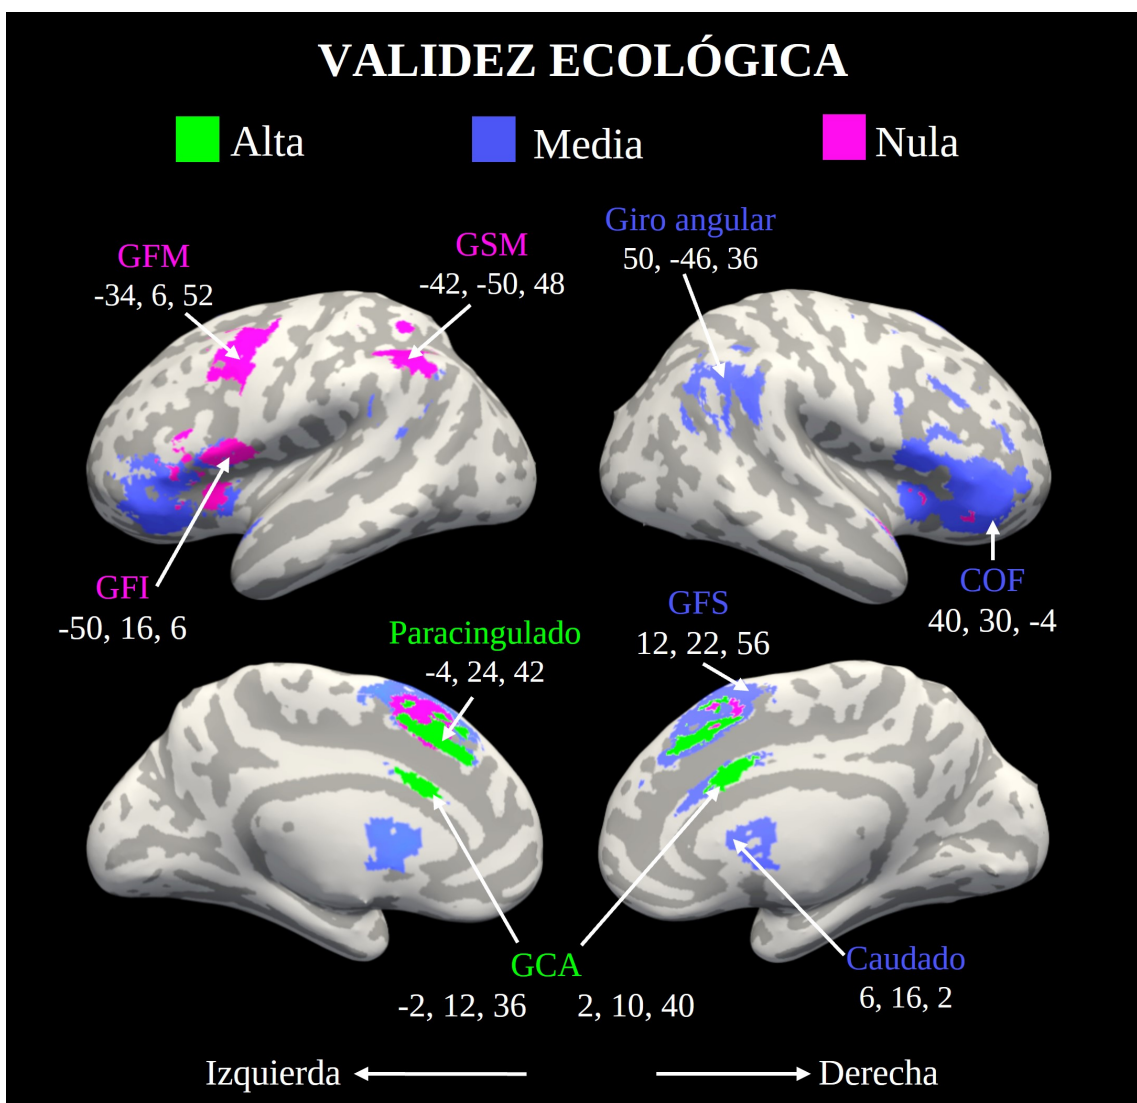 VALIDEZ ECOLÓGICA
Alta
Media
Nula
Giro angular
50, -46, 36
GFM
-34, 6, 52
GSM
-42, -50, 48
GFI
-50, 16, 6
COF
40, 30, -4
Paracingulado
-4, 24, 42
GFS
12, 22, 56
GCA
-2, 12, 36
2, 10, 40
Caudado
6, 16, 2
Izquierda
Derecha